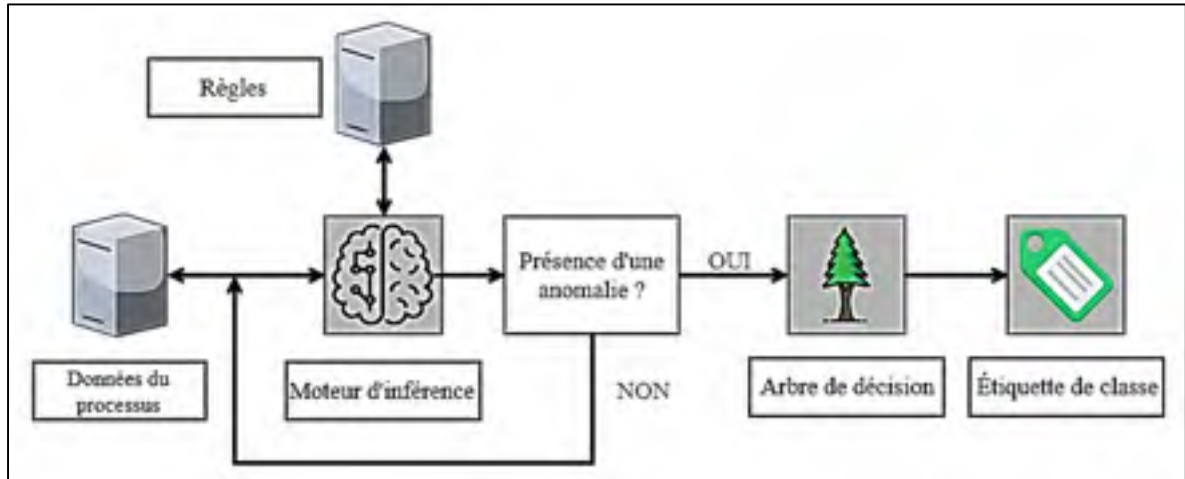 Règles
Présence d'une
anomalie ?
OUI
Données du
processus
Moteur d'inférence
NON
Arbre de décision
Étiquette de classe